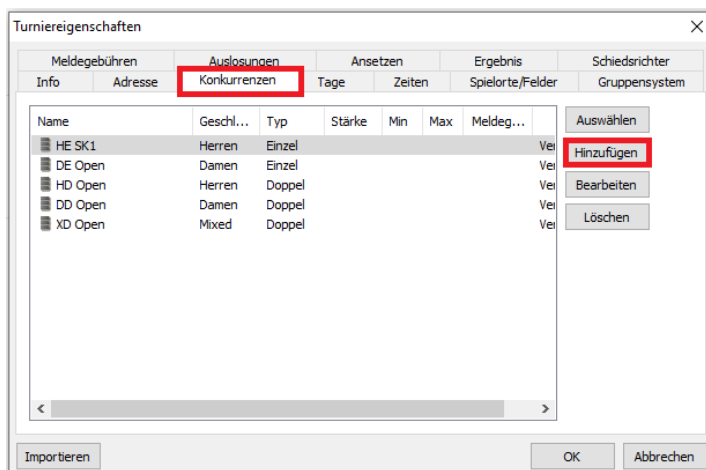 Turniereigenschaften
Meldegebühren Auslosungen Ansetzen Ergebnis Schiedsrichter
Info Adresse Konkurrenzen Tage Zeiten Spielorte/Felder Gruppensystem
Name Geschl... Typ Stärke Min Max Meldeg... Auswählen
HE SK1 Herren Einzel Ver Hinzufügen
DE Open Damen Einzel Ver
HD Open Herren Doppel Ver Bearbeiten
DD Open Damen Doppel Ver
XD Open Mixed Doppel Ver Löschen
Importieren OK Abbrechen